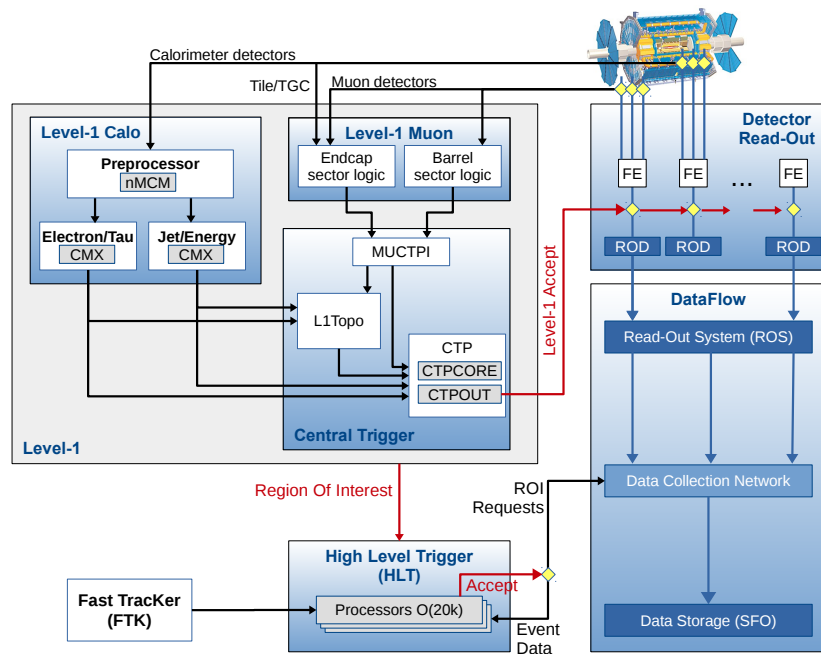 Calorimeter detectors
Tile/TGC
Muon detectors
Level-1 Calo
Preprocessor
nMCM
Electron/Tau
CMX
Jet/Energy
CMX
Level-1 Muon
Endcap
sector logic
Barrel
sector logic
MUCTPI
L1Topo
CTP
CTPCORE
CTPOUT
Central Trigger
Level-1
Level-1 Accept
Detector
Read-Out
FE
FE
...
FE
ROD
ROD
ROD
DataFlow
Read-Out System (ROS)
Data Collection Network
Data Storage (SFO)
Region Of Interest
ROI
Requests
High Level Trigger
(HLT)
Accept
Processors O(20k)
Event
Data
Fast TracKer
(FTK)